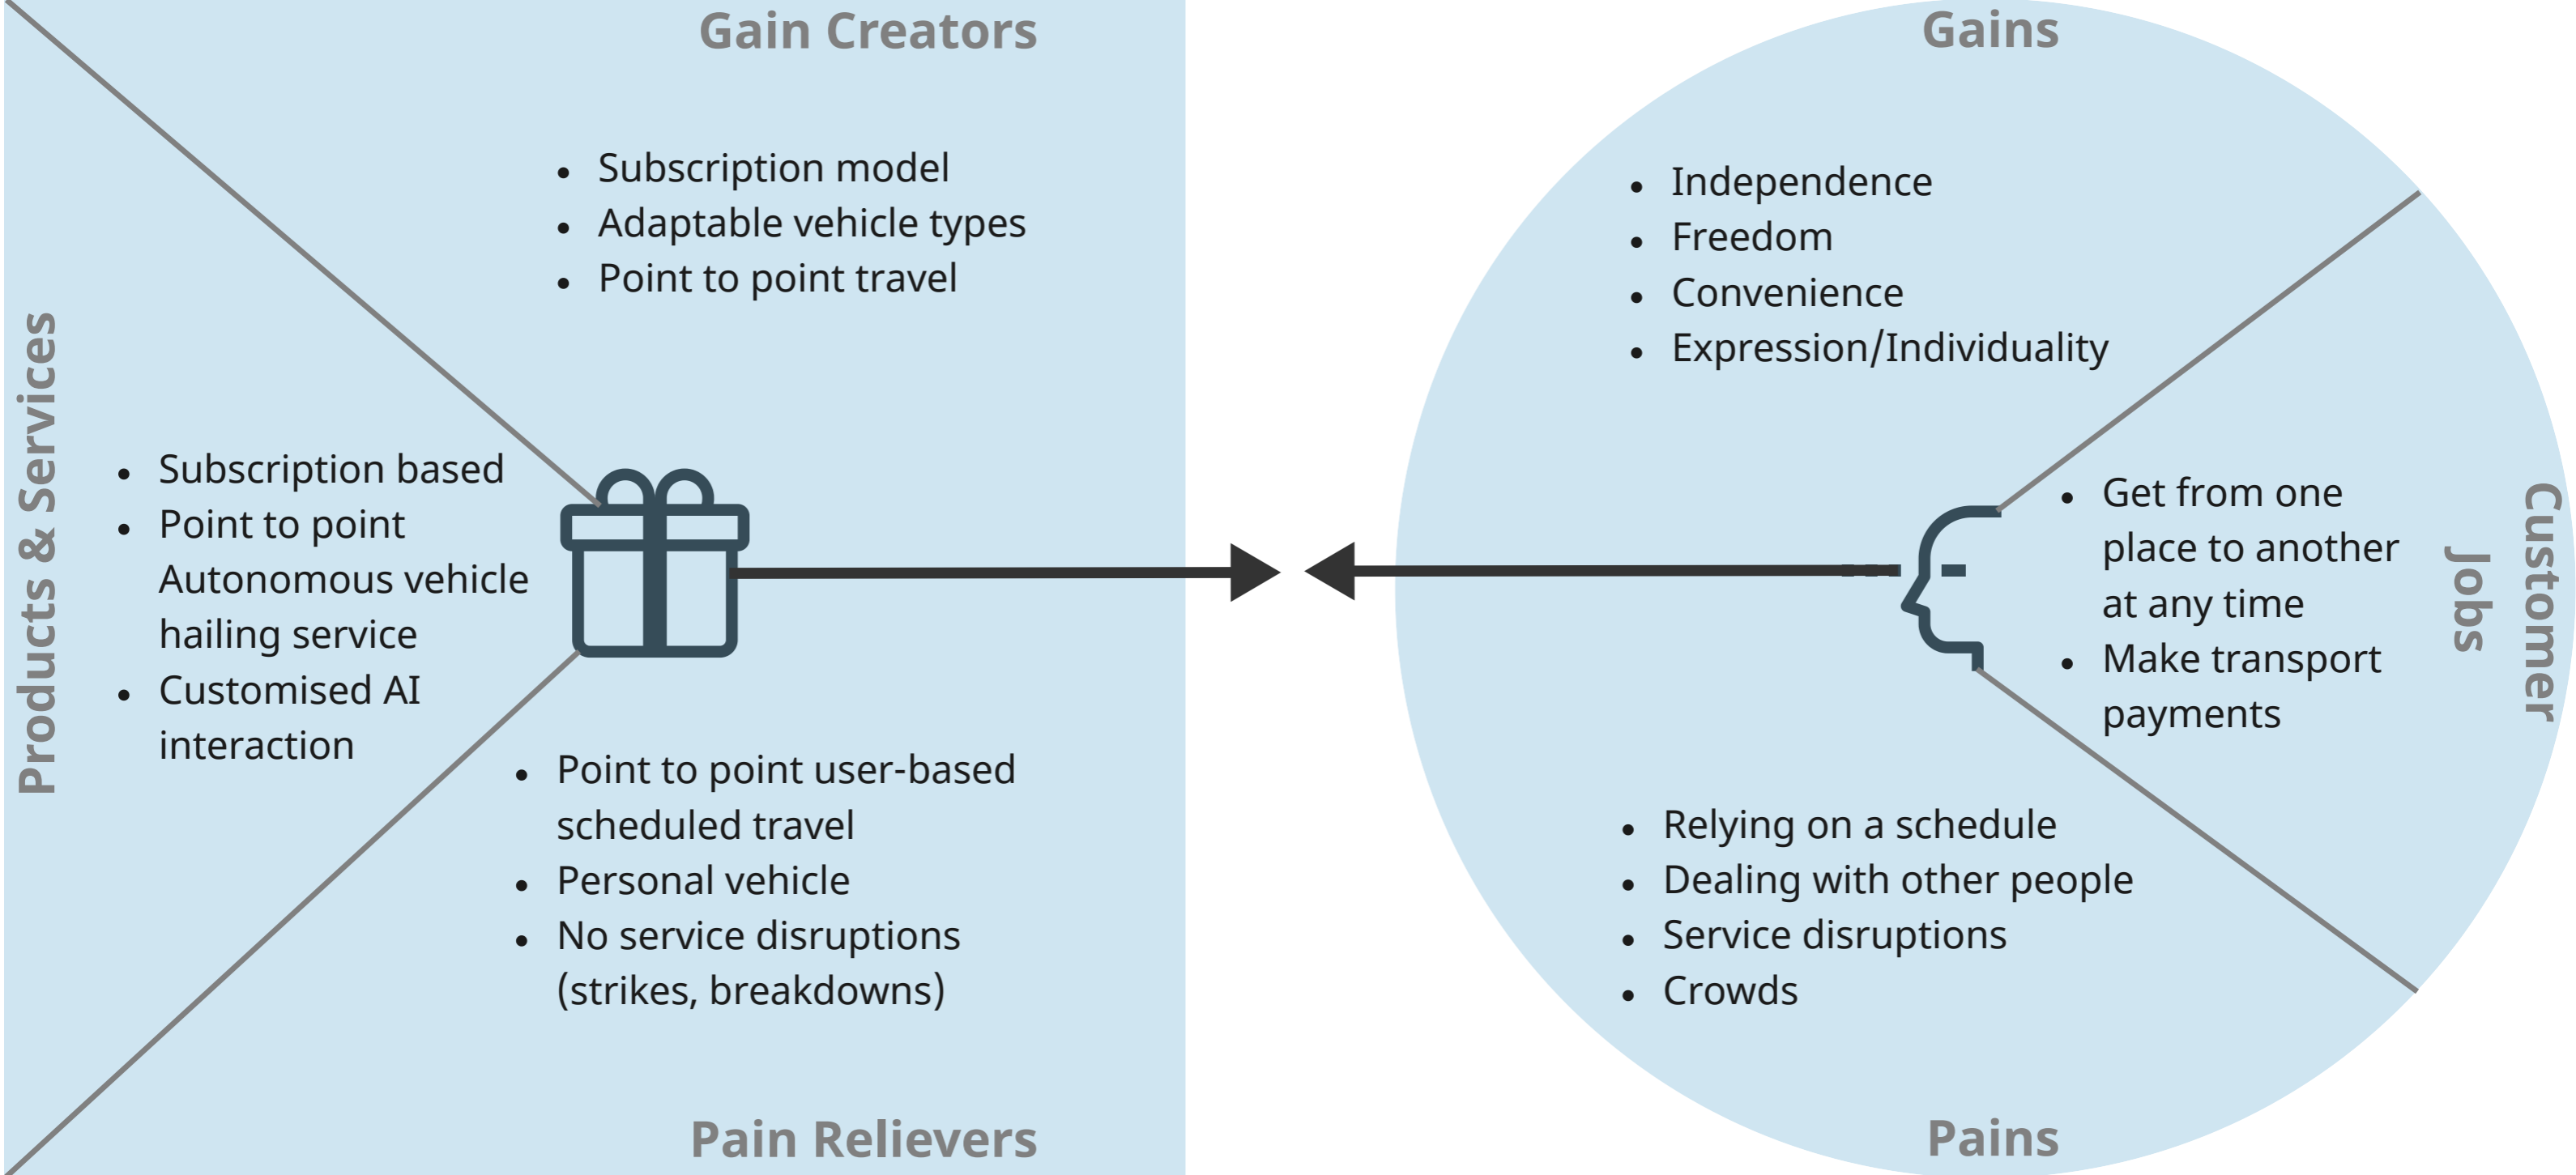 Gain Creators
Subscription model
Adaptable vehicle types
Point to point travel
Products & Services
Subscription based
Point to point
Autonomous vehicle
hailing service
Customised AI
interaction
Point to point user-based
scheduled travel
Personal vehicle
No service disruptions
(strikes, breakdowns)
Pain Relievers
Gains
Independence
Freedom
Convenience
Expression/Individuality
Get from one
place to another
at any time
Make transport
payments
Customer
Jobs
Relying on a schedule
Dealing with other people
Service disruptions
Crowds
Pains